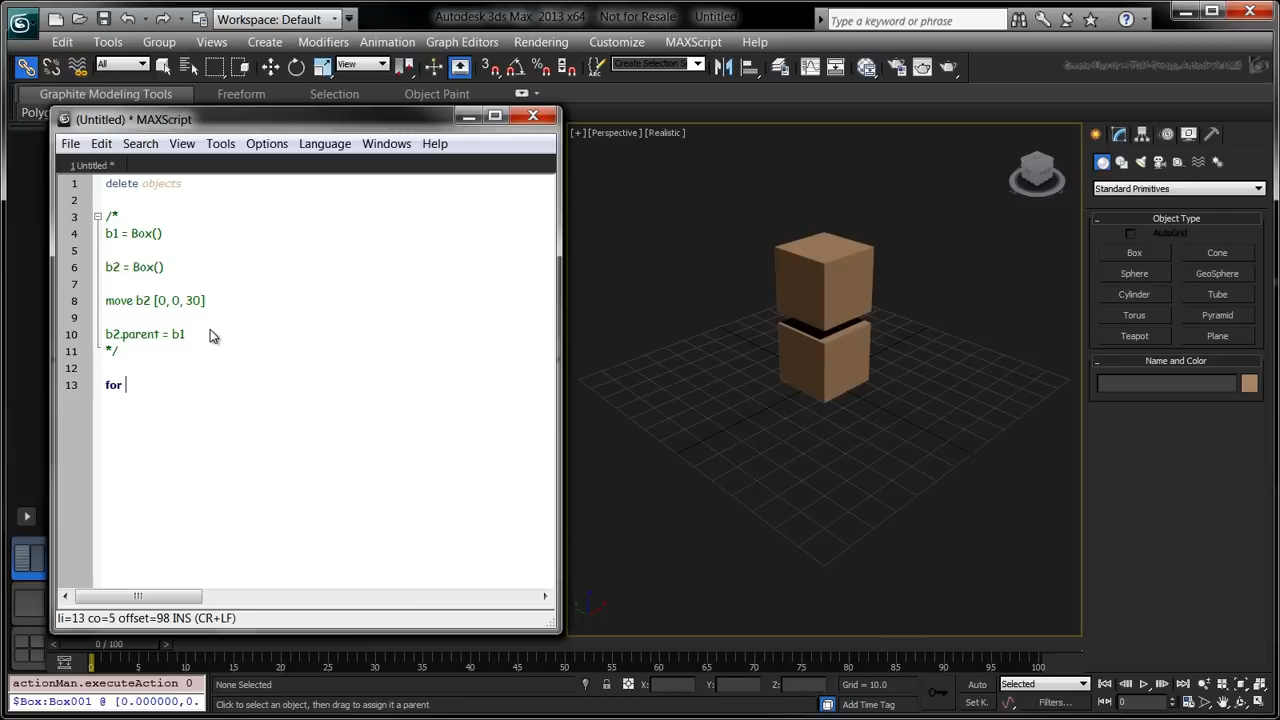 Workspace: Default
Autodesk 3ds Max 2013 x64 - Not for Resale Untitled
Type a keyword or phrase
Edit Tools Group Views Create Modifiers Animation Graph Editors Rendering Customize MAXScript Help
All
View
Create Selection S
Graphite Modeling Tools Freeform Selection Object Paint
Polyg
(Untitled) * MAXScript
File Edit Search View Tools Options Language Windows Help
1 Untitled *
1 delete objects
2
3 /*
4 b1 = Box()
5
6 b2 = Box()
7
8 move b2 [0, 0, 30]
9
10 b2.parent = b1
11 */
12
13 for
li=13 co=5 offset=98 INS (CR+LF)
[+] [Perspective] [Realistic]
Standard Primitives
Object Type
AutoGrid
Box Cone
Sphere GeoSphere
Cylinder Tube
Torus Pyramid
Teapot Plane
Name and Color
0 / 100
0 5 10 15 20 25 30 35 40 45 50 55 60 65 70 75 80 85 90 95 100
actionMan.executeAction 0
$Box:Box001 @ [0.000000,0.
None Selected
Click to select an object, then drag to assign it a parent
X: Y: Z: Grid = 10.0
Add Time Tag
Auto Selected
Set K. Filters...
0